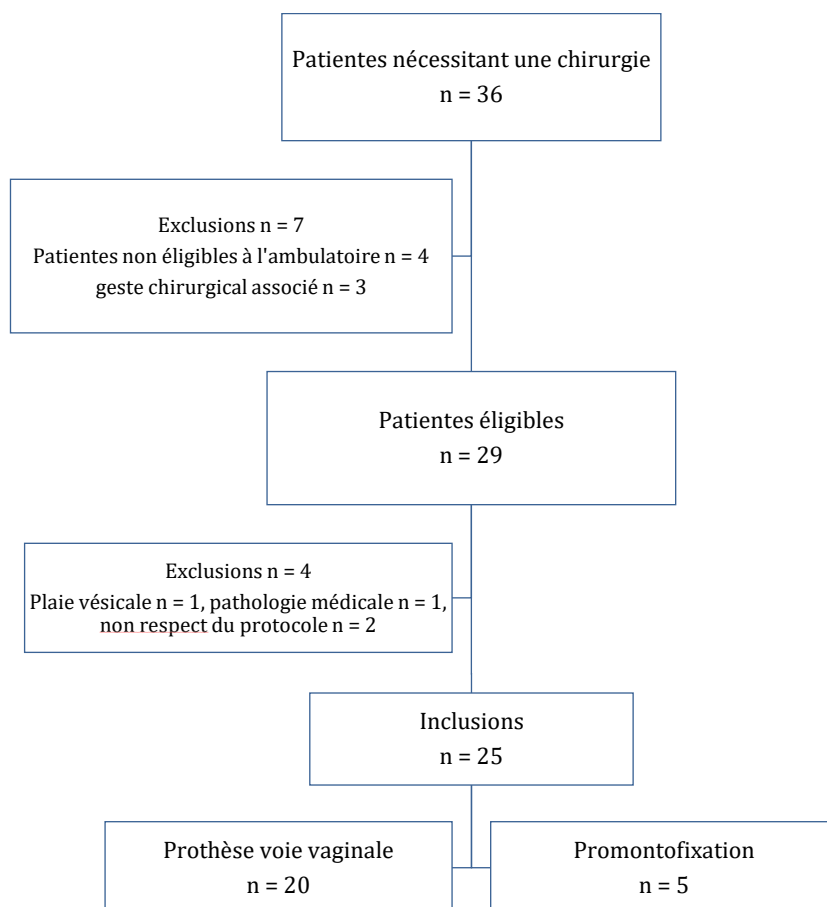 Patientes nécessitant une chirurgie
n = 36
Exclusions n = 7
Patientes non éligibles à l'ambulatoire n = 4
geste chirurgical associé n = 3
Patientes éligibles
n = 29
Exclusions n = 4
Plaie vésicale n = 1, pathologie médicale n = 1,
non respect du protocole n = 2
Inclusions
n = 25
Prothèse voie vaginale
n = 20
Promontofixation
n = 5